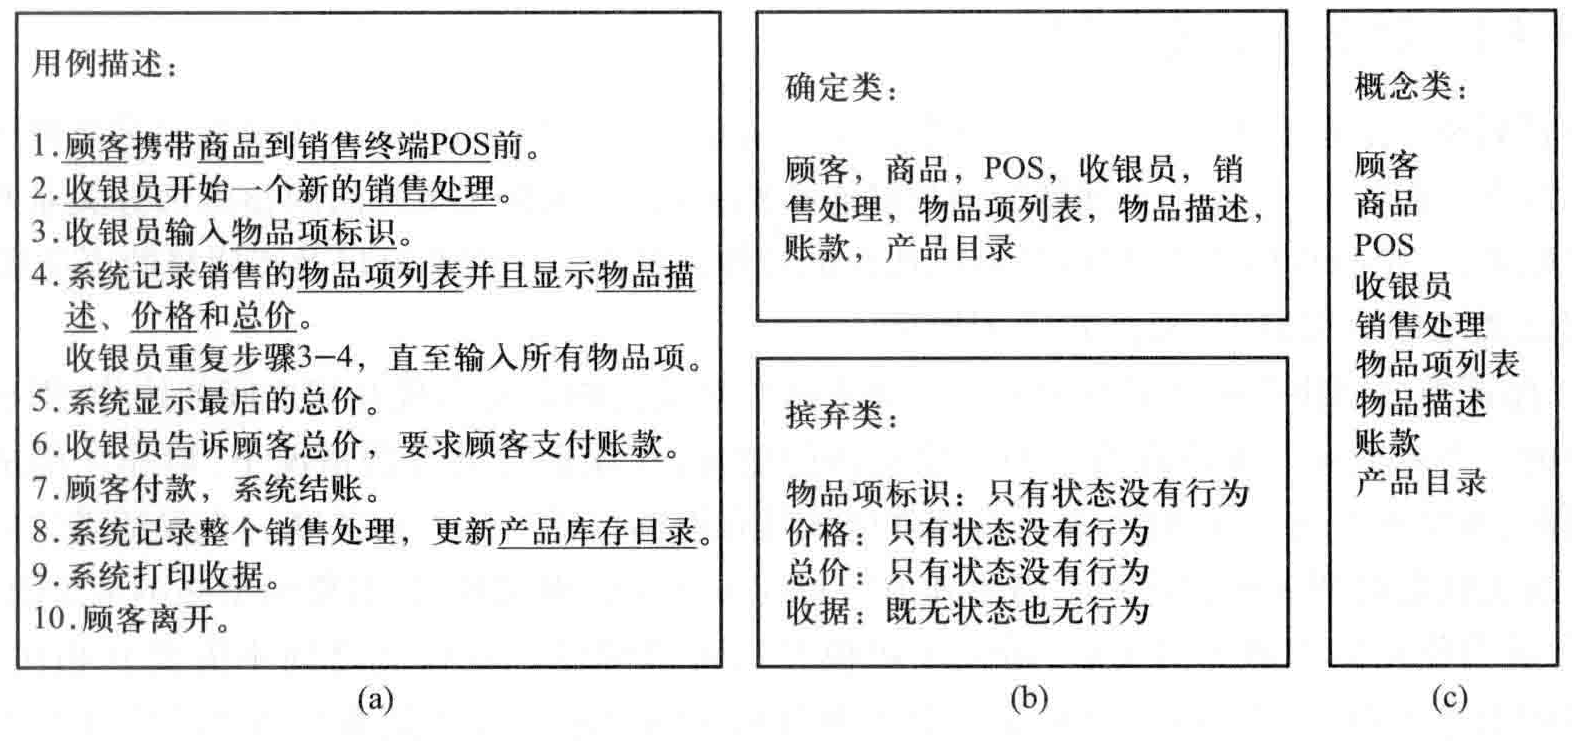 用例描述：
1.顾客携带商品到销售终端POS前。
2.收银员开始一个新的销售处理。
3.收银员输入物品项标识。
4.系统记录销售的物品项列表并且显示物品描
述、价格和总价。
收银员重复步骤3-4，直至输入所有物品项。
5.系统显示最后的总价。
6.收银员告诉顾客总价，要求顾客支付账款。
7.顾客付款，系统结账。
8.系统记录整个销售处理，更新产品库存目录。
9.系统打印收据。
10.顾客离开。
(a)
确定类：
顾客，商品，POS，收银员，销
售处理，物品项列表，物品描述，
账款，产品目录
摈弃类：
物品项标识：只有状态没有行为
价格：只有状态没有行为
总价：只有状态没有行为
收据：既无状态也无行为
(b)
概念类：
顾客
商品
POS
收银员
销售处理
物品项列表
物品描述
账款
产品目录
(c)